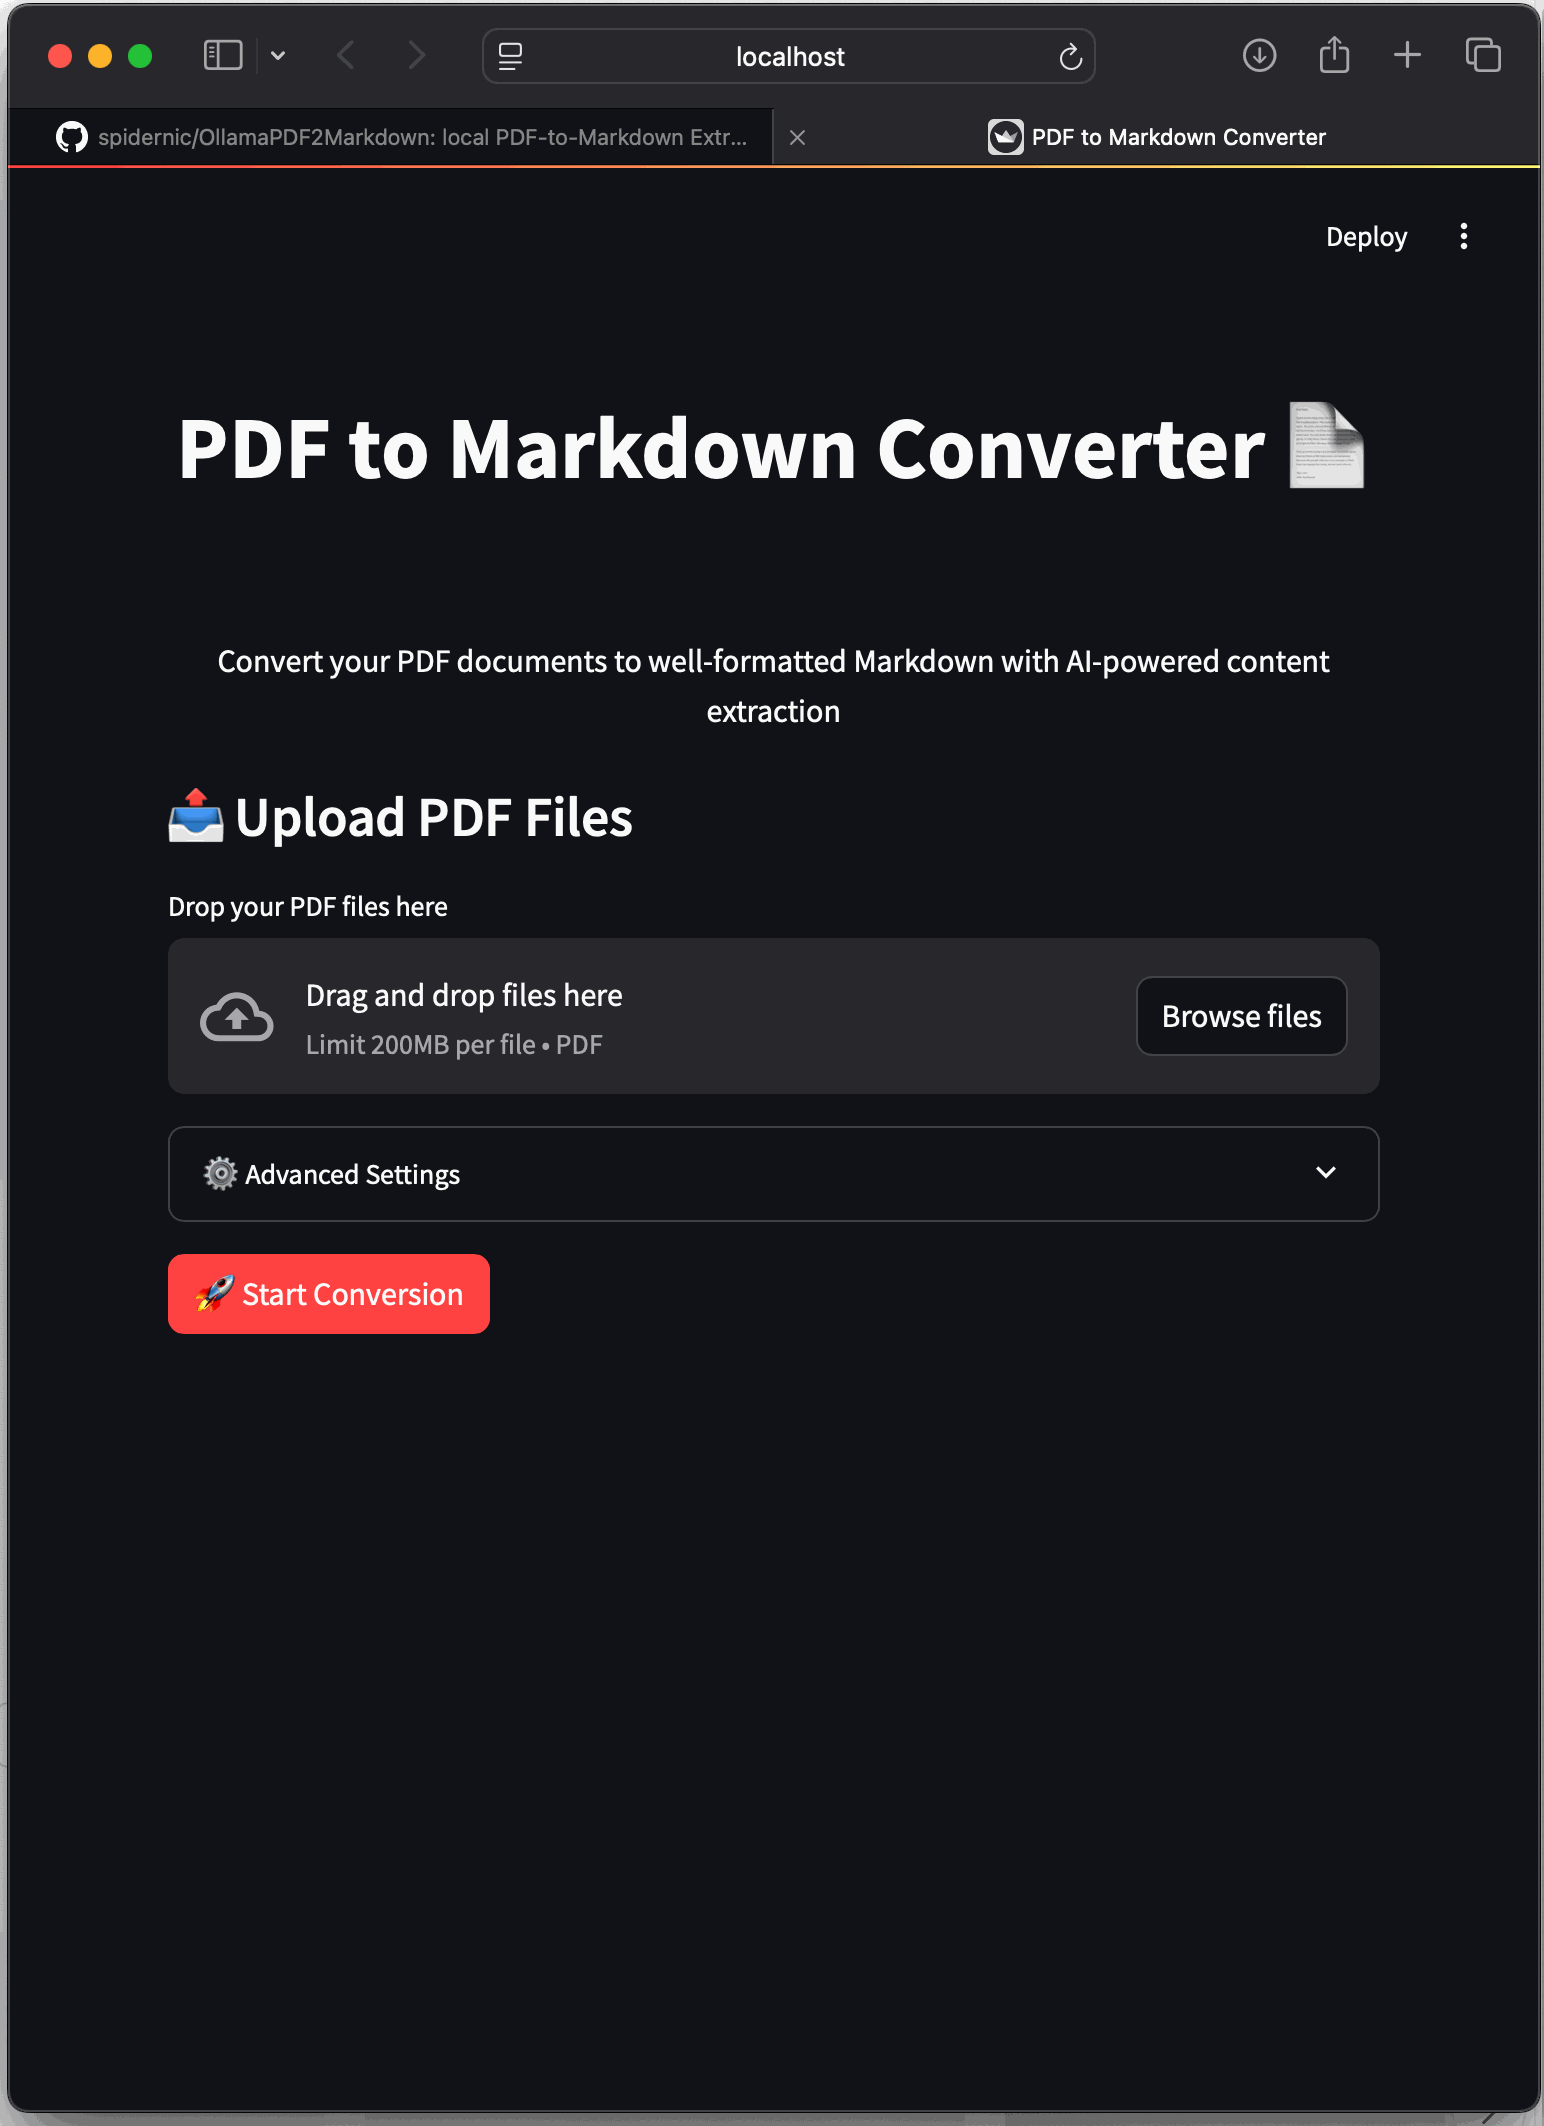 localhost
spidernic/OllamaPDF2Markdown: local PDF-to-Markdown Extr...
PDF to Markdown Converter
Deploy
PDF to Markdown Converter
Convert your PDF documents to well-formatted Markdown with AI-powered content
extraction
Upload PDF Files
Drop your PDF files here
Drag and drop files here
Limit 200MB per file • PDF
Browse files
Advanced Settings
Start Conversion